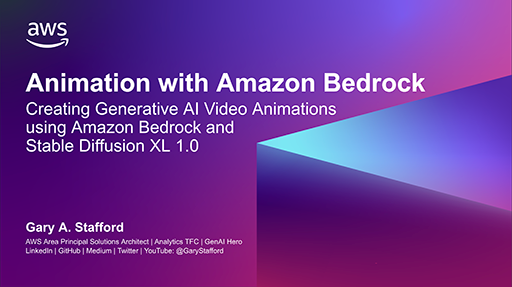 aws
Animation with Amazon Bedrock
Creating Generative AI Video Animations
using Amazon Bedrock and
Stable Diffusion XL 1.0
Gary A. Stafford
AWS Area Principal Solutions Architect | Analytics TFC | GenAI Hero
LinkedIn | GitHub | Medium | Twitter | YouTube: @GaryStafford